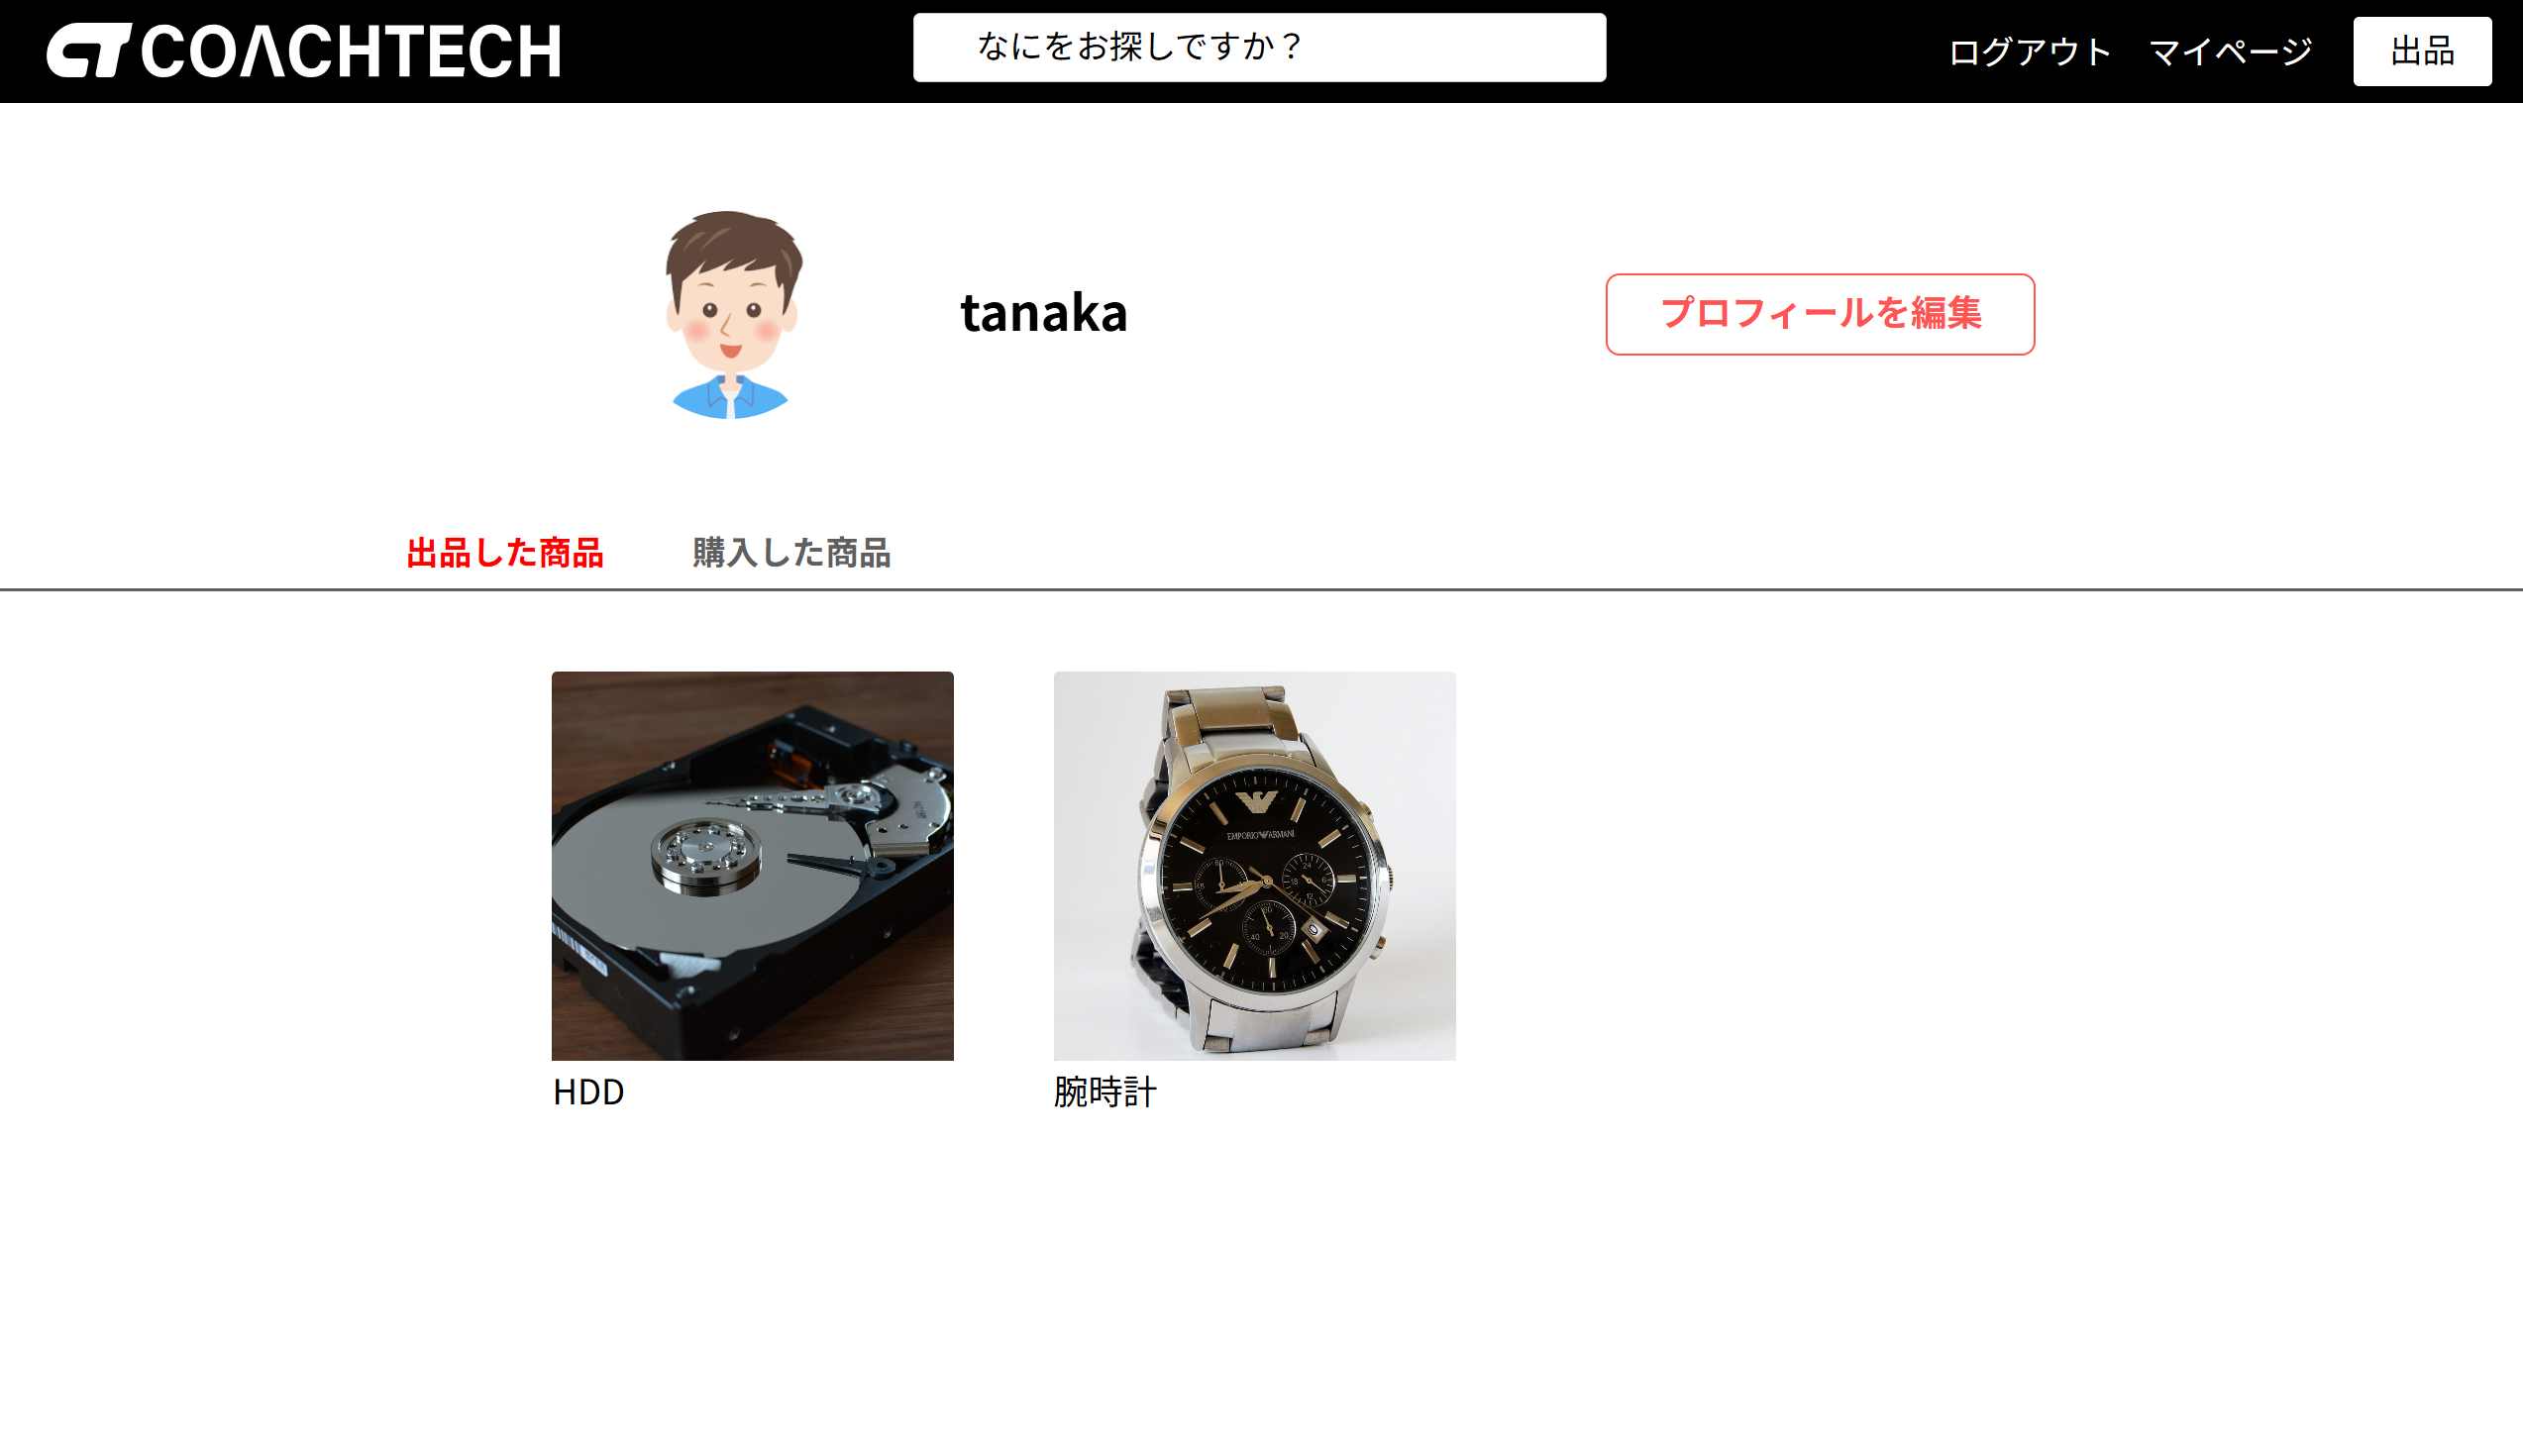 COACHTECH
なにをお探しですか？
ログアウト マイページ 出品
tanaka
プロフィールを編集
出品した商品 購入した商品
EMPORIO ARMANI
HDD
腕時計